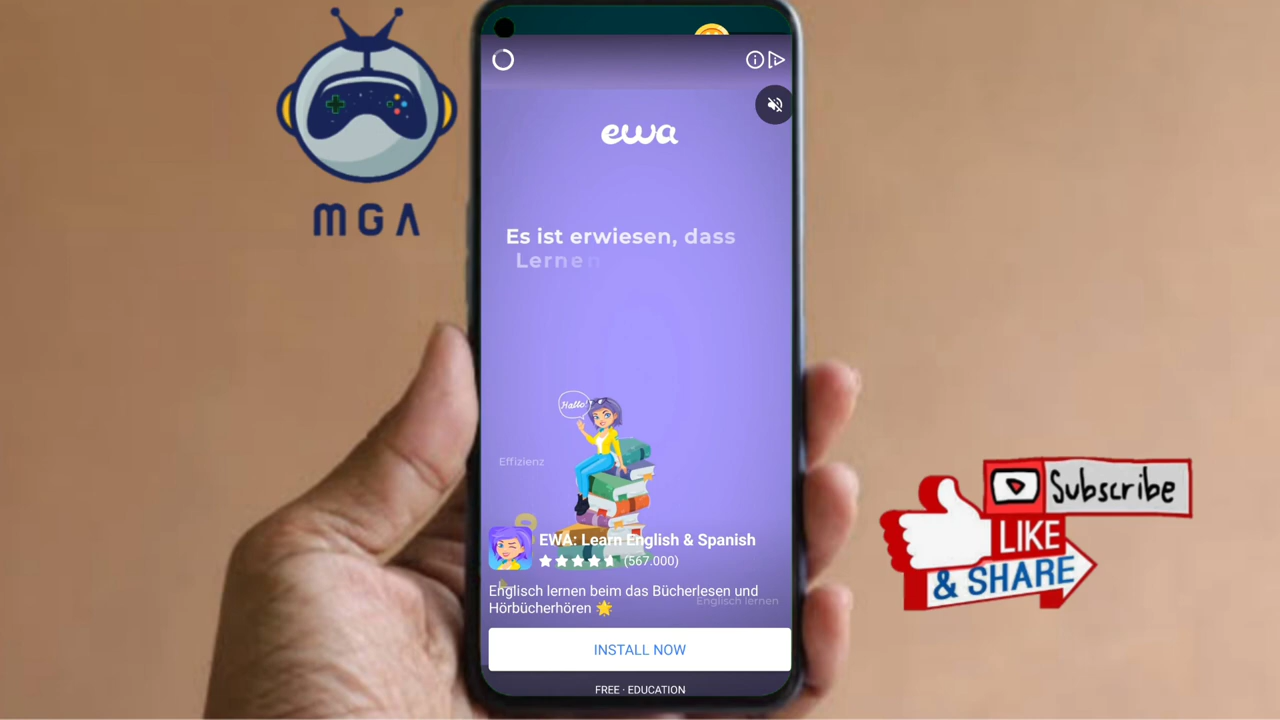 MGA
ewa
Es ist erwiesen, dass
Lernen
Hallo!
Effizienz
EWA: Learn English & Spanish
(567.000)
Englisch lernen beim das Bücherlesen und
Hörbücherhören 🌟
Englisch lernen
INSTALL NOW
FREE · EDUCATION
Subscribe
LIKE
& SHARE